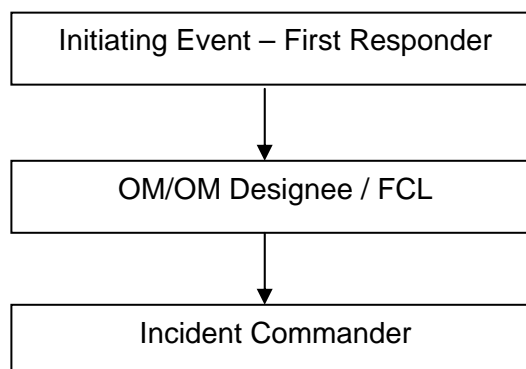 Initiating Event – First Responder
OM/OM Designee / FCL
Incident Commander